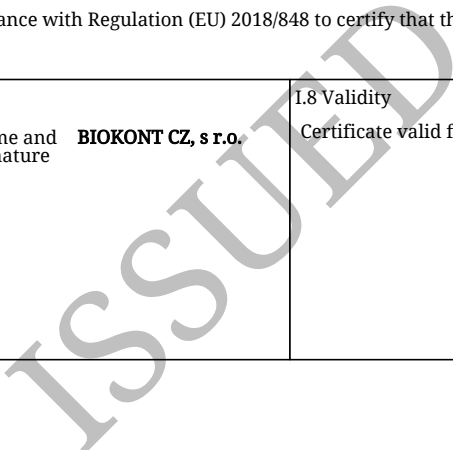 ance with Regulation (EU) 2018/848 to certify that th
me and BIOKONT CZ, s r.o.
nature
I.8 Validity
Certificate valid f
ISSUED